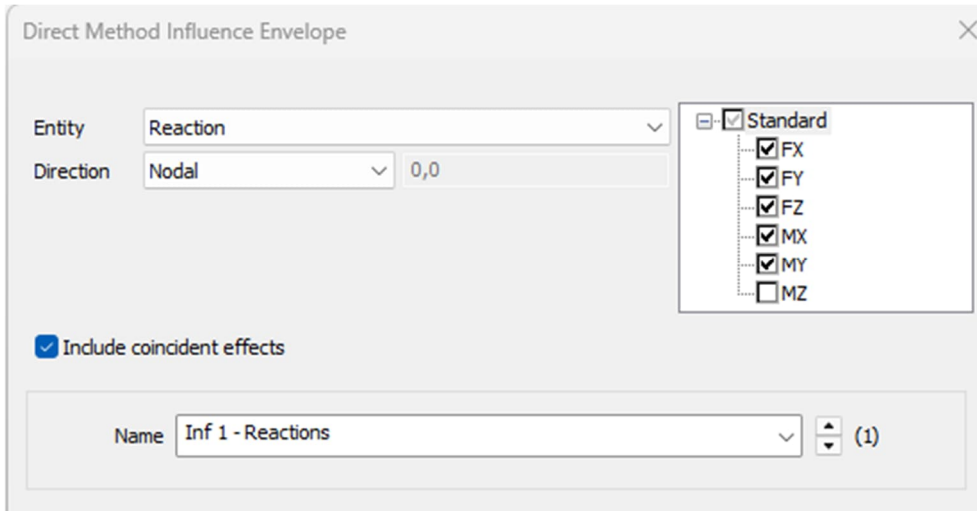 Direct Method Influence Envelope
Entity Reaction
Direction Nodal 0,0
Standard
FX
FY
FZ
MX
MY
MZ
Include coincident effects
Name Inf 1 - Reactions (1)